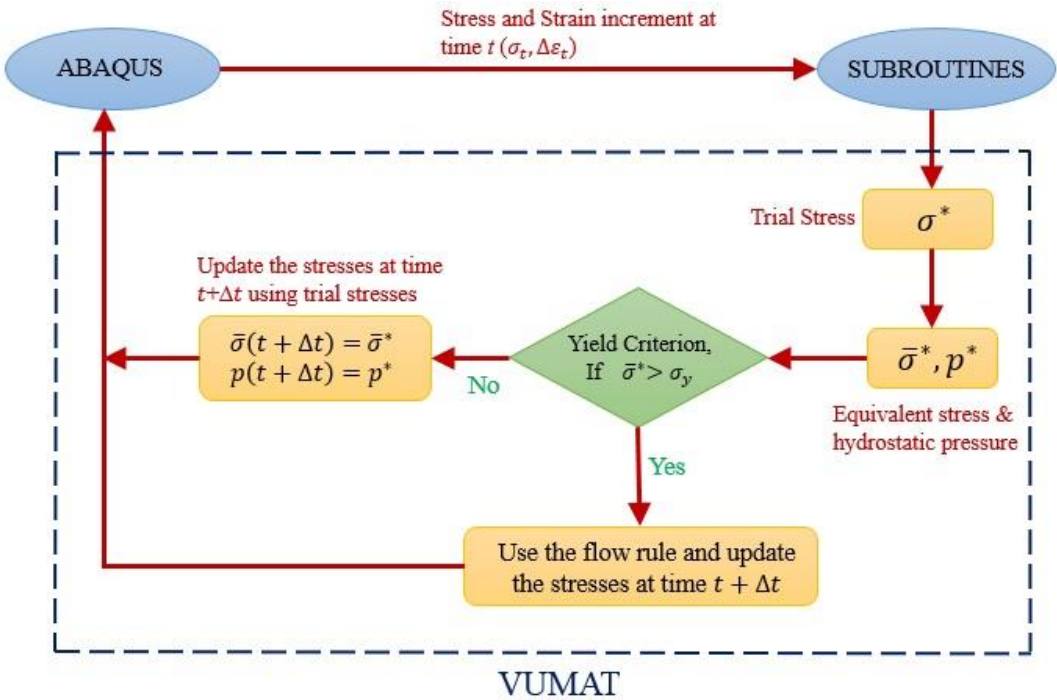 Stress and Strain increment at
time t (σₜ, Δεₜ)
ABAQUS
SUBROUTINES
Trial Stress
σ*
Update the stresses at time
t+Δt using trial stresses
σ̄(t + Δt) = σ̄*
p(t + Δt) = p*
Yield Criterion,
If σ̄* > σ_y
σ̄*, p*
No
Equivalent stress &
hydrostatic pressure
Yes
Use the flow rule and update
the stresses at time t + Δt
VUMAT